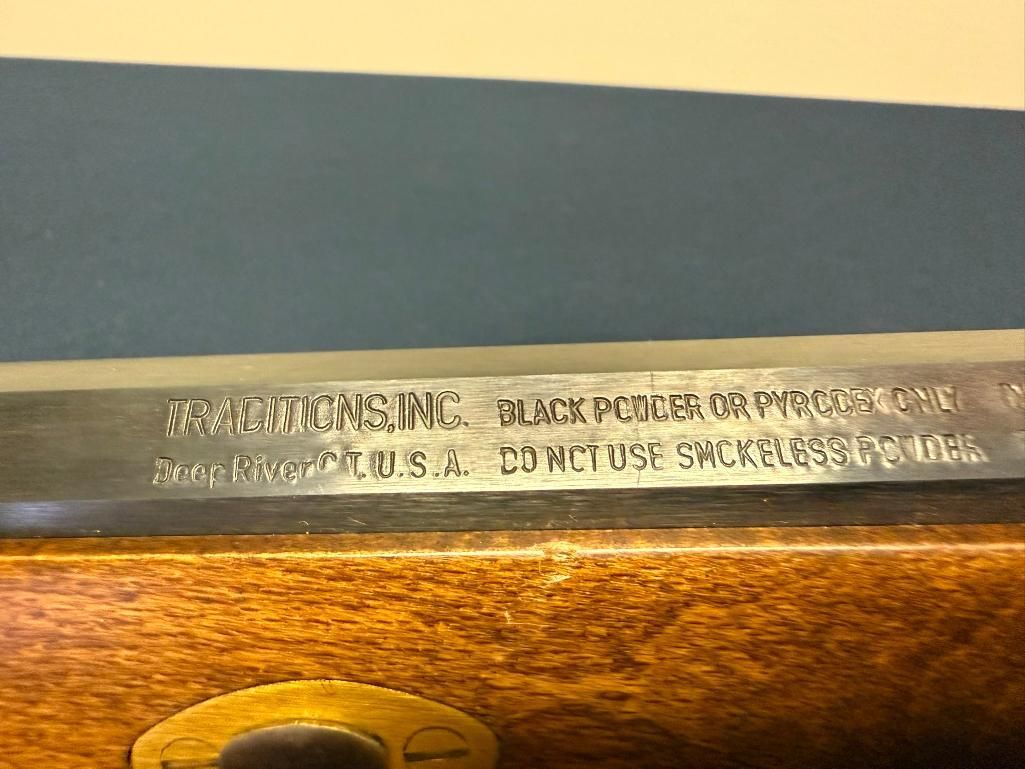 TRADITIONS, INC. BLACK POWDER OR PYRODEX ONLY
Deep River CT. U.S.A. DO NOT USE SMOKELESS POWDER